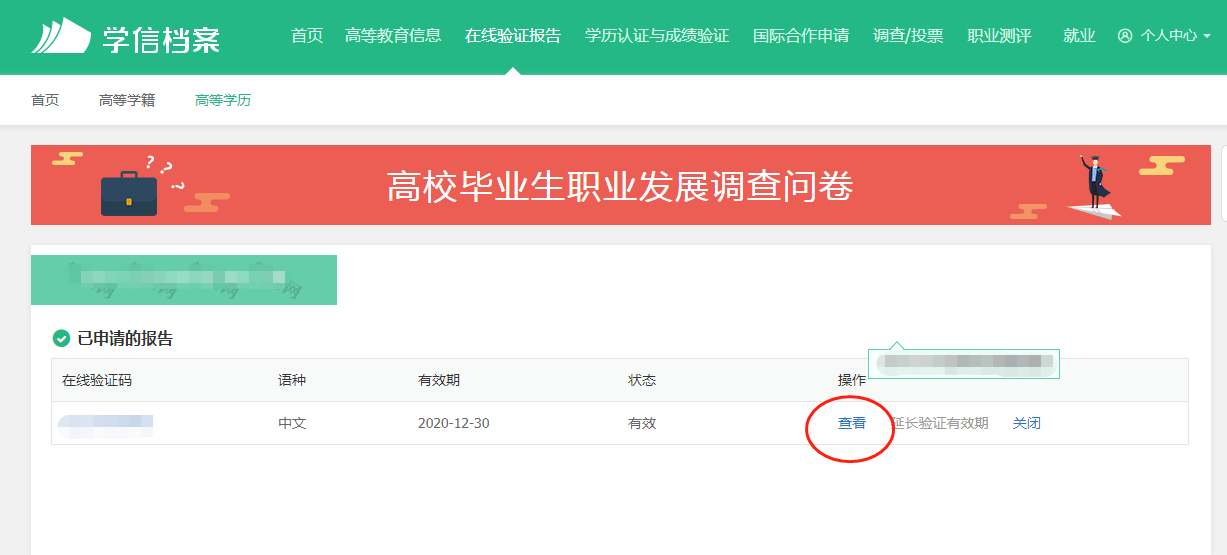 学信档案 首页 高等教育信息 在线验证报告 学历认证与成绩验证 国际合作申请 调查/投票 职业测评 就业 个人中心
首页 高等学籍 高等学历
? ? ?
高校毕业生职业发展调查问卷
网
已申请的报告
在线验证码 语种 有效期 状态 操作
中文 2020-12-30 有效 查看 延长验证有效期 关闭